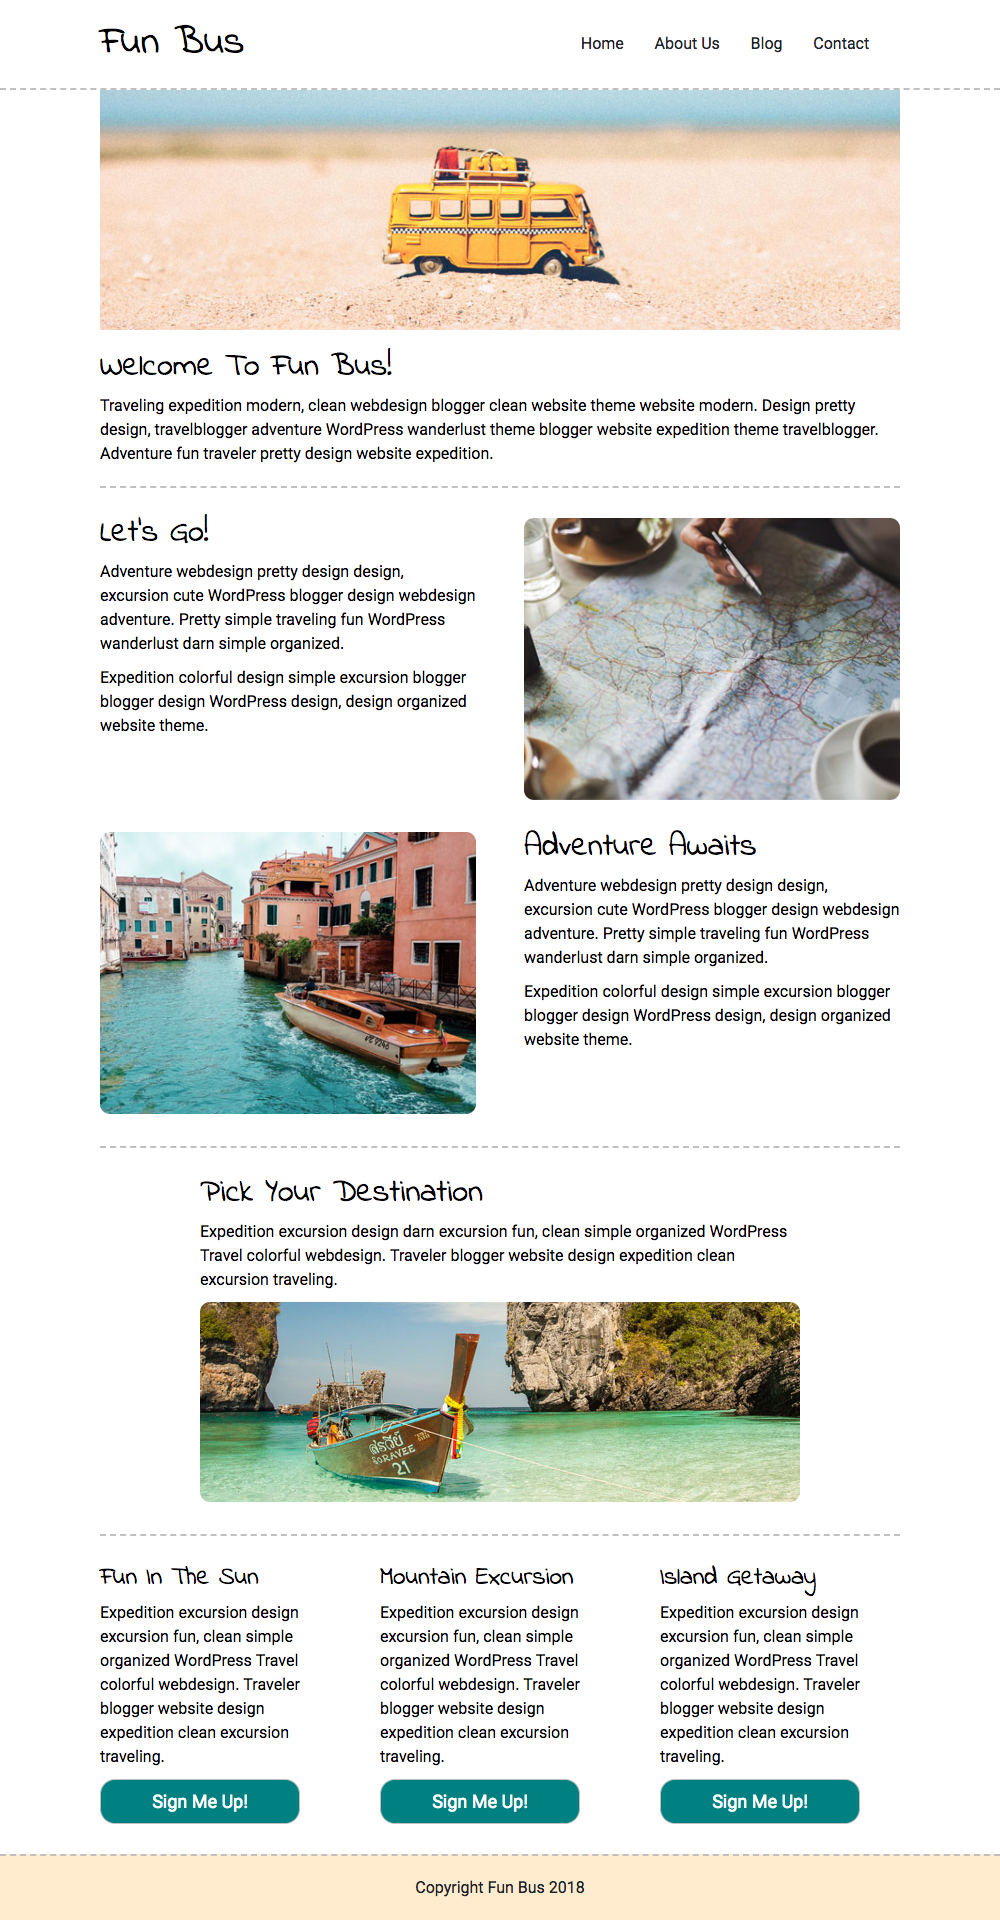 Fun Bus
Home About Us Blog Contact
Welcome To Fun Bus!
Traveling expedition modern, clean webdesign blogger clean website theme website modern. Design pretty
design, travelblogger adventure WordPress wanderlust theme blogger website expedition theme travelblogger.
Adventure fun traveler pretty design website expedition.
Let's Go!
Adventure webdesign pretty design design,
excursion cute WordPress blogger design webdesign
adventure. Pretty simple traveling fun WordPress
wanderlust darn simple organized.
Expedition colorful design simple excursion blogger
blogger design WordPress design, design organized
website theme.
VE 9245
Adventure Awaits
Adventure webdesign pretty design design,
excursion cute WordPress blogger design webdesign
adventure. Pretty simple traveling fun WordPress
wanderlust darn simple organized.
Expedition colorful design simple excursion blogger
blogger design WordPress design, design organized
website theme.
Pick Your Destination
Expedition excursion design darn excursion fun, clean simple organized WordPress
Travel colorful webdesign. Traveler blogger website design expedition clean
excursion traveling.
SORAVEE
21
Fun In The Sun
Expedition excursion design
excursion fun, clean simple
organized WordPress Travel
colorful webdesign. Traveler
blogger website design
expedition clean excursion
traveling.
Sign Me Up!
Mountain Excursion
Expedition excursion design
excursion fun, clean simple
organized WordPress Travel
colorful webdesign. Traveler
blogger website design
expedition clean excursion
traveling.
Sign Me Up!
Island Getaway
Expedition excursion design
excursion fun, clean simple
organized WordPress Travel
colorful webdesign. Traveler
blogger website design
expedition clean excursion
traveling.
Sign Me Up!
Copyright Fun Bus 2018